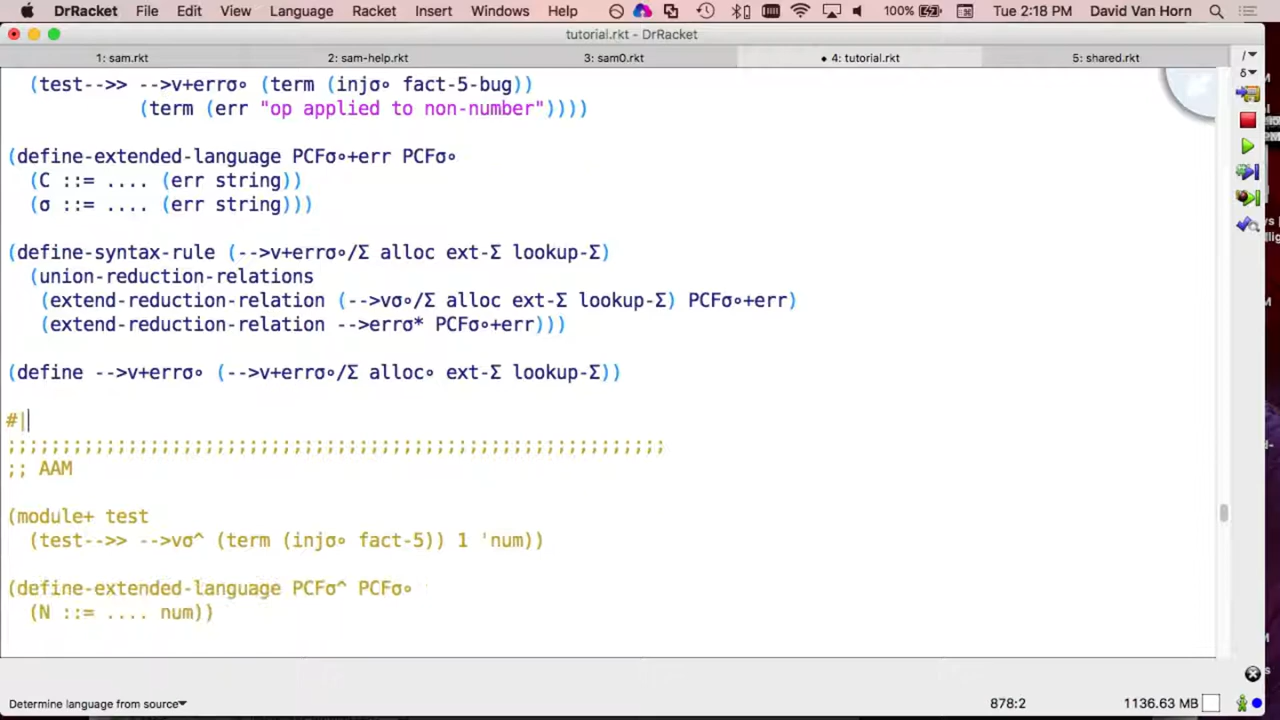 DrRacket File Edit View Language Racket Insert Windows Help 100% Tue 2:18 PM David Van Horn
tutorial.rkt - DrRacket
1: sam.rkt 2: sam-help.rkt 3: sam0.rkt • 4: tutorial.rkt 5: shared.rkt
(test-->> -->v+errσ∘ (term (injσ∘ fact-5-bug))
(term (err "op applied to non-number"))))
(define-extended-language PCFσ∘+err PCFσ∘
(C ::= .... (err string))
(σ ::= .... (err string)))
(define-syntax-rule (-->v+errσ∘/Σ alloc ext-Σ lookup-Σ)
(union-reduction-relations
(extend-reduction-relation (-->vσ∘/Σ alloc ext-Σ lookup-Σ) PCFσ∘+err)
(extend-reduction-relation -->errσ* PCFσ∘+err)))
(define -->v+errσ∘ (-->v+errσ∘/Σ alloc∘ ext-Σ lookup-Σ))
#|
;;;;;;;;;;;;;;;;;;;;;;;;;;;;;;;;;;;;;;;;;;;;;;;;;;;;;;;;;;;;
;; AAM
(module+ test
(test-->> -->vσ^ (term (injσ∘ fact-5)) 1 'num))
(define-extended-language PCFσ^ PCFσ∘
(N ::= .... num))
Determine language from source 878:2 1136.63 MB